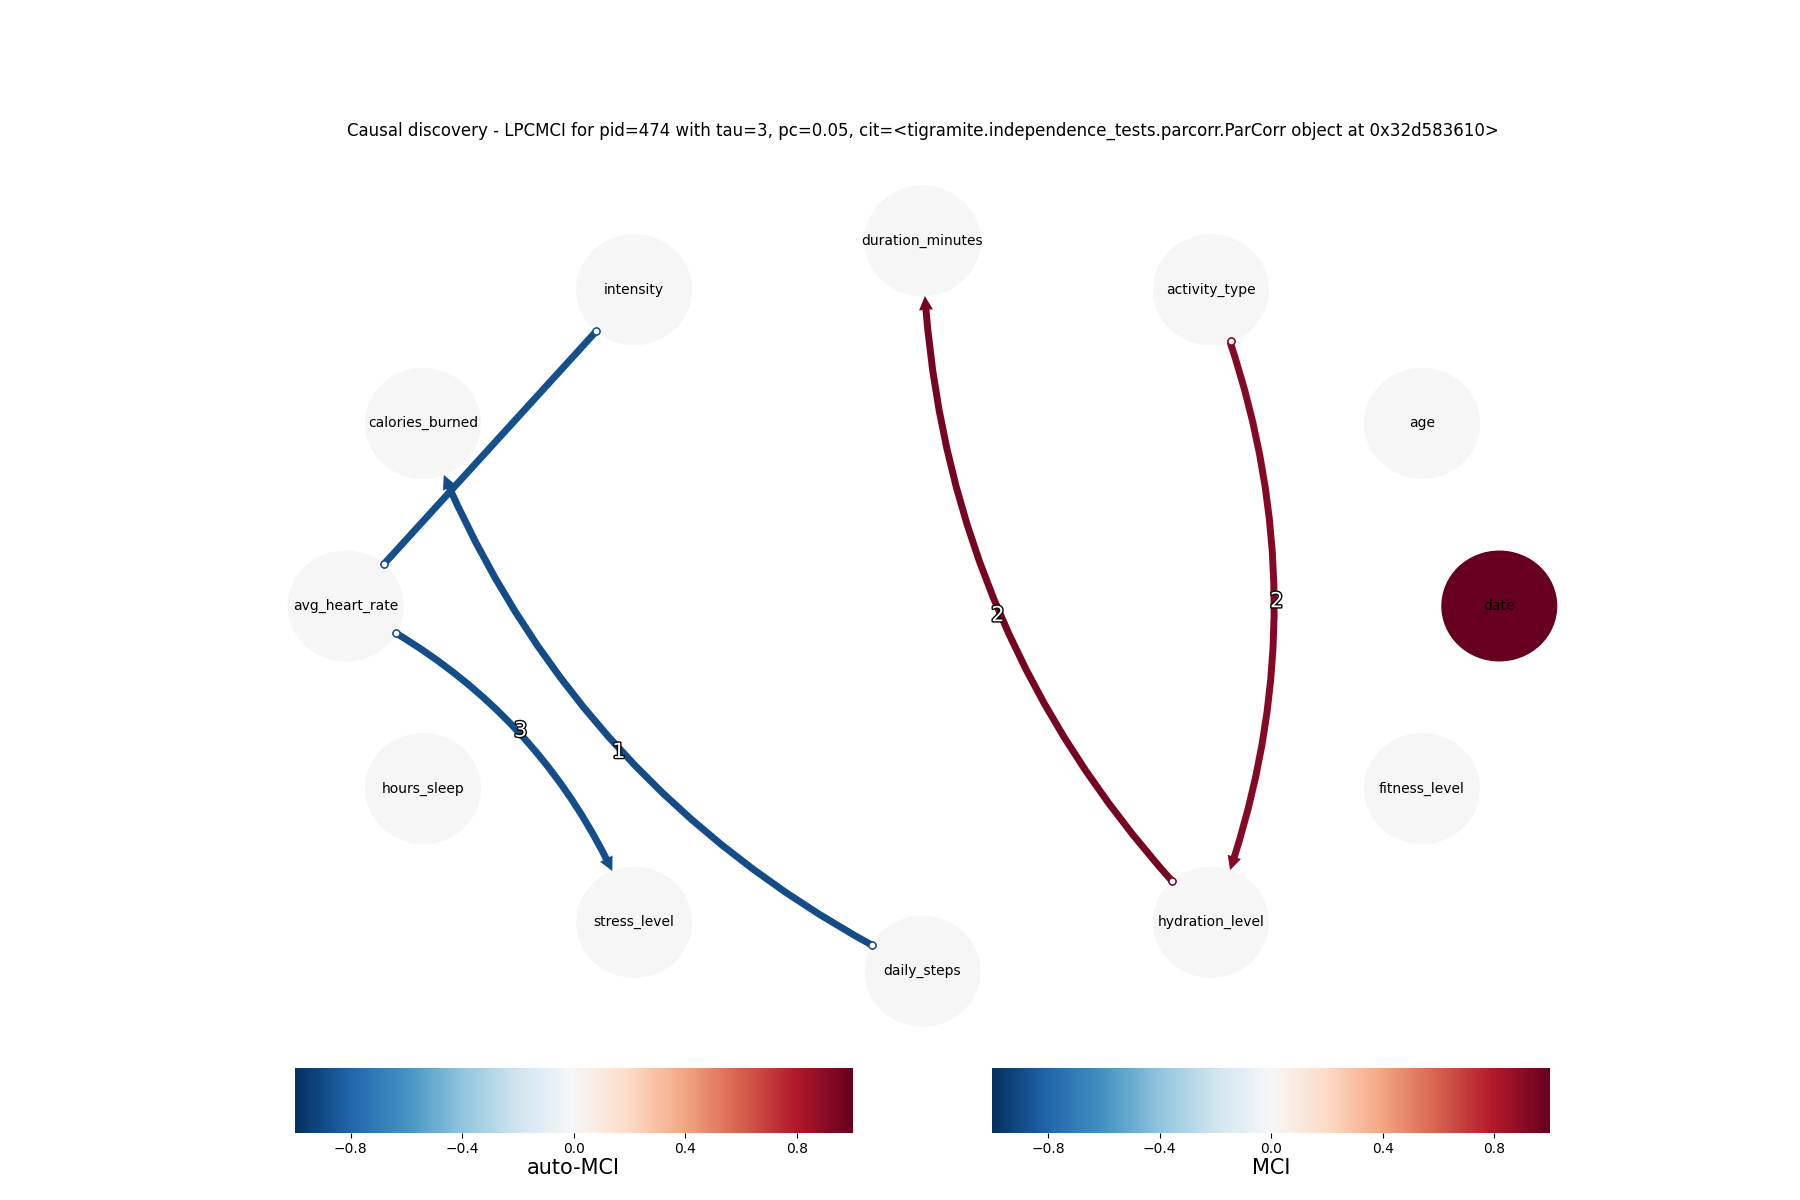 Causal discovery - LPCMCI for pid=474 with tau=3, pc=0.05, cit=<tigramite.independence_tests.parcorr.ParCorr object at 0x32d583610>
duration_minutes
intensity
activity_type
calories_burned
age
2
2
avg_heart_rate
date
3
1
hours_sleep
fitness_level
stress_level
hydration_level
daily_steps
−0.8 −0.4 0.0 0.4 0.8
auto-MCI
−0.8 −0.4 0.0 0.4 0.8
MCI